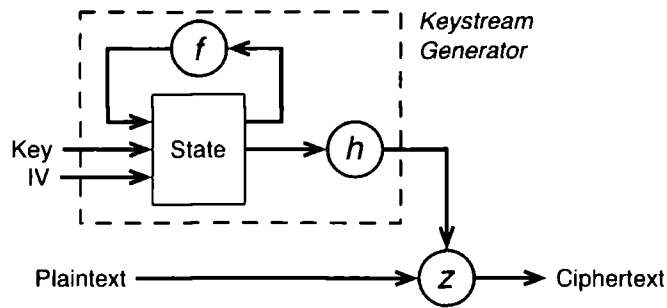 Keystream
Generator
f
Key
IV
State
h
Plaintext
z
Ciphertext